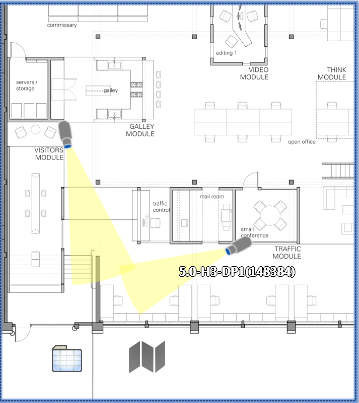 commissary
editing 1
VIDEO
MODULE
THINK
MODULE
servers /
storage
galley
GALLEY
MODULE
open office
VISITORS
MODULE
traffic
control
mail room
small
conference
TRAFFIC
MODULE
5.0-H3-DP1(148384)